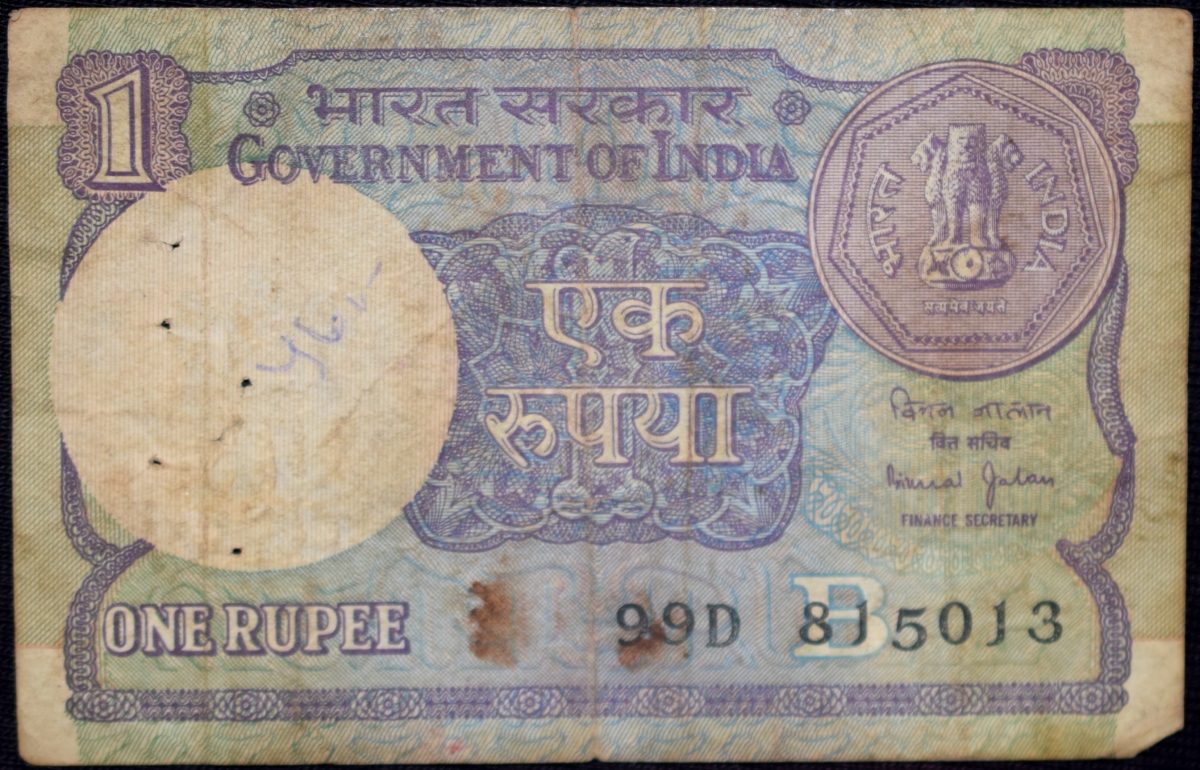 1
भारत सरकार
GOVERNMENT OF INDIA
भारत
INDIA
सत्यमेव जयते
एक
रुपया
विमल जालान
वित्त सचिव
Bimal Jalan
FINANCE SECRETARY
ONE RUPEE
B
99D 815013